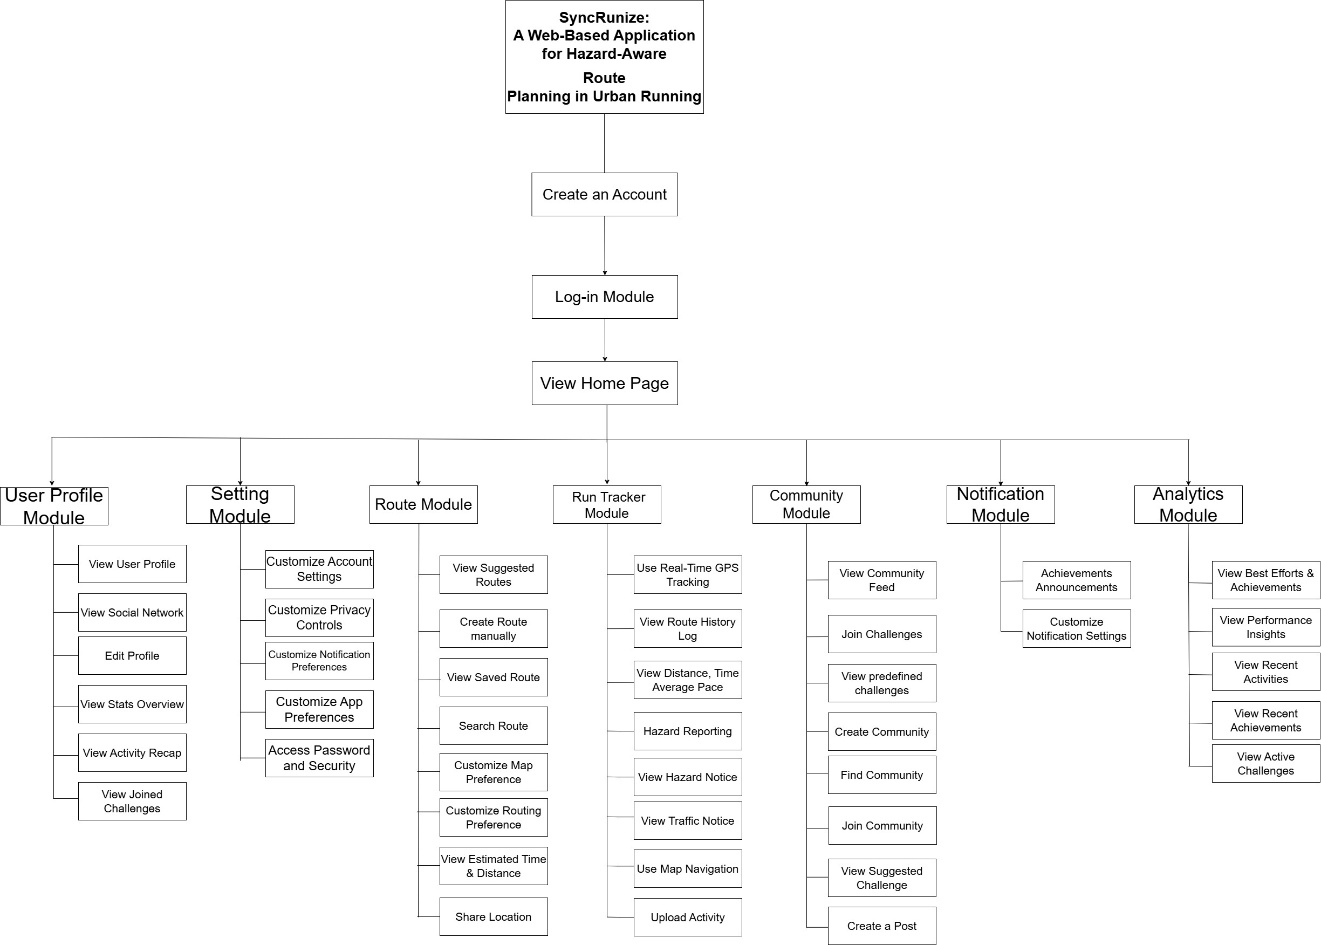 SyncRunize:
A Web-Based Application
for Hazard-Aware
Route
Planning in Urban Running
Create an Account
Log-in Module
View Home Page
User Profile
Module
View User Profile
View Social Network
Edit Profile
View Stats Overview
View Activity Recap
View Joined
Challenges
Setting
Module
Customize Account
Settings
Customize Privacy
Controls
Customize Notification
Preferences
Customize App
Preferences
Access Password
and Security
Route Module
View Suggested
Routes
Create Route
manually
View Saved Route
Search Route
Customize Map
Preference
Customize Routing
Preference
View Estimated Time
& Distance
Share Location
Run Tracker
Module
Use Real-Time GPS
Tracking
View Route History
Log
View Distance, Time
Average Pace
Hazard Reporting
View Hazard Notice
View Traffic Notice
Use Map Navigation
Upload Activity
Community
Module
View Community
Feed
Join Challenges
View predefined
challenges
Create Community
Find Community
Join Community
View Suggested
Challenge
Create a Post
Notification
Module
Achievements
Announcements
Customize
Notification Settings
Analytics
Module
View Best Efforts &
Achievements
View Performance
Insights
View Recent
Activities
View Recent
Achievements
View Active
Challenges